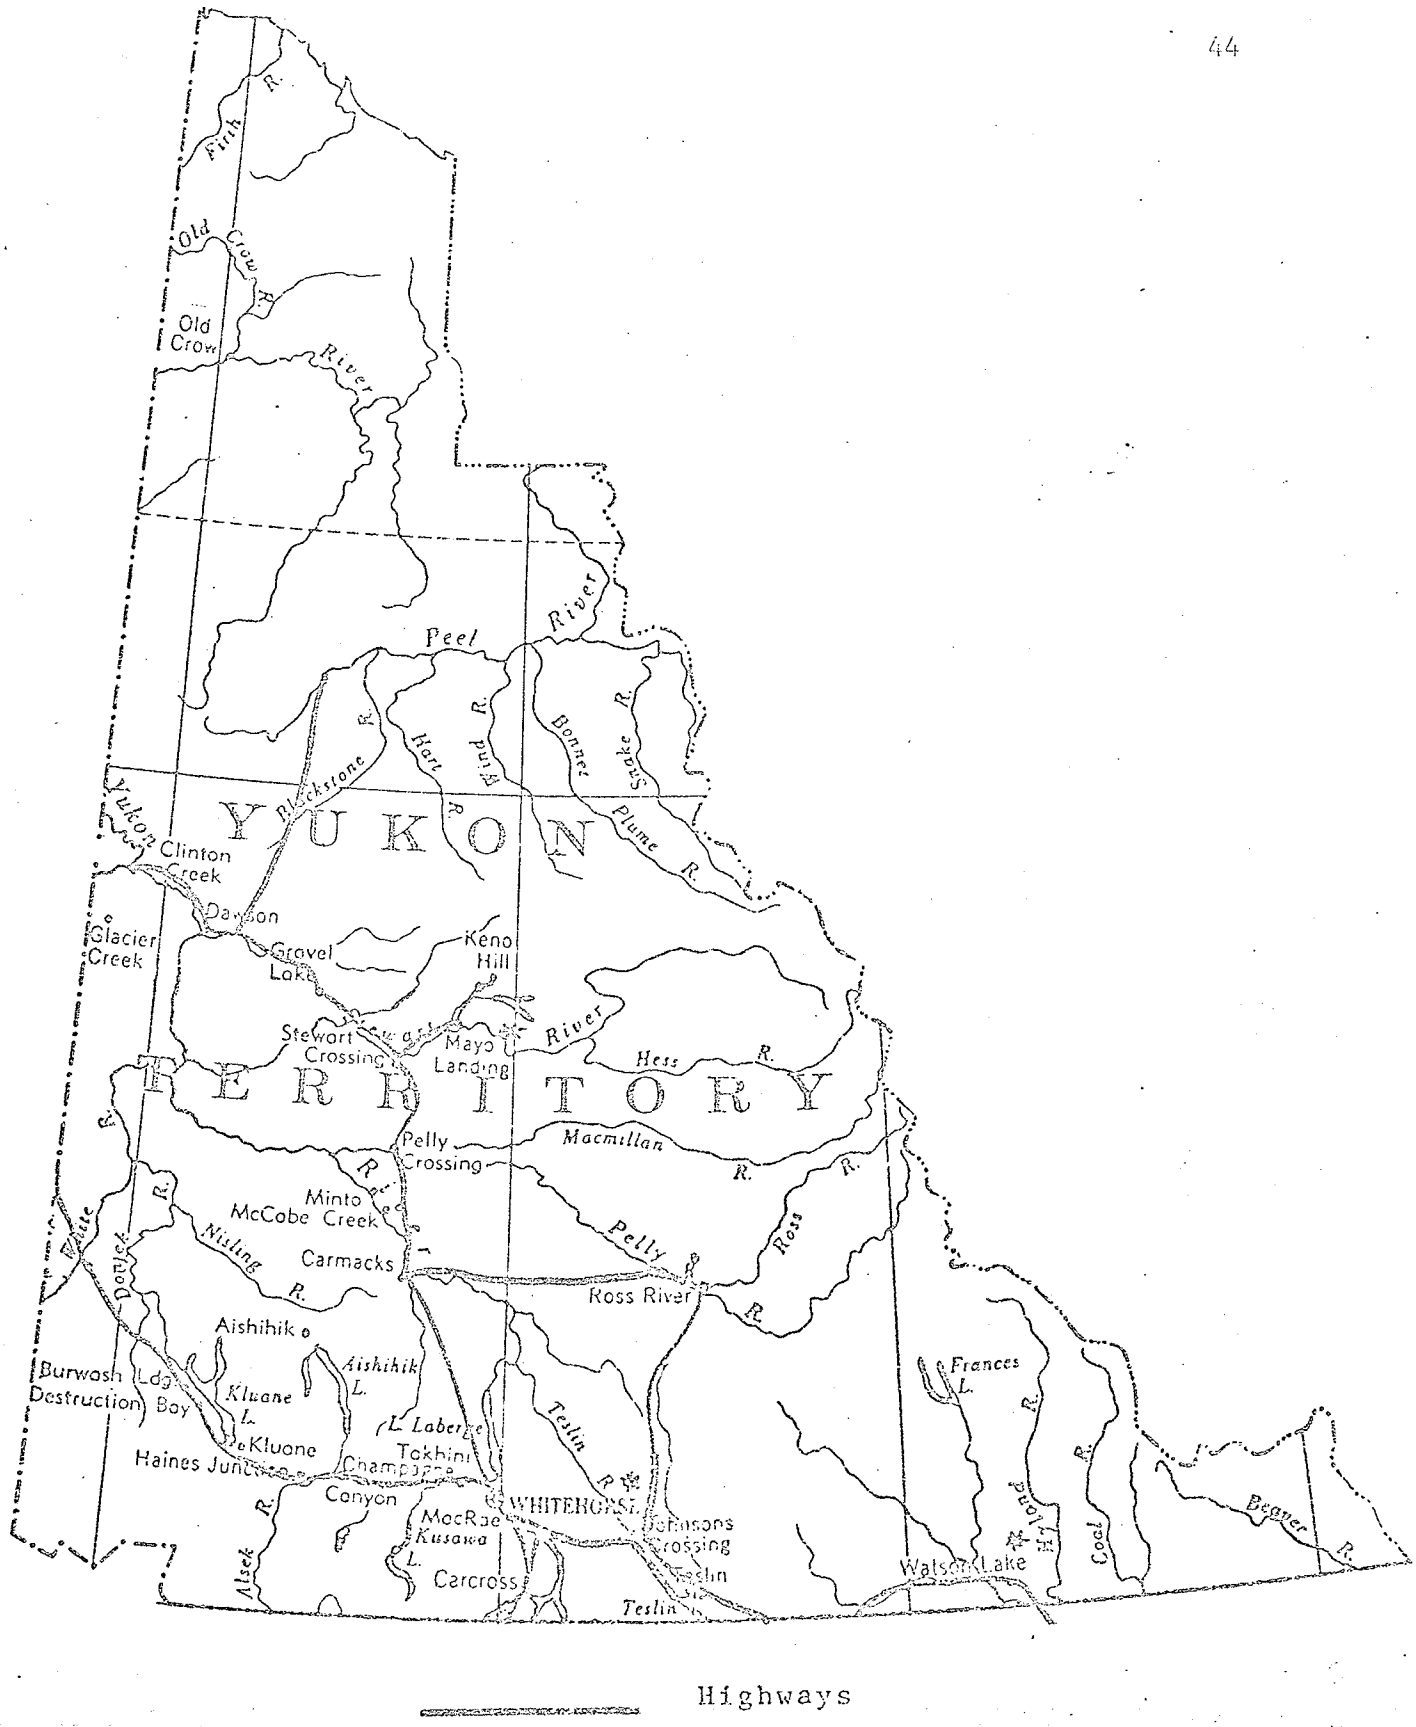 44
Firth R.
Old Crow R.
Old
Crow
River
River
Peel
Blackstone R.
Hart R.
Wind R.
Bonnet Plume R.
Snake R.
YUKON
Yukon
Clinton
Creek
Dawson
Glacier
Creek
Gravel
Lake
Keno
Hill
Stewart
Crossing
Stewart
Mayo
Landing
River
Hess R.
TERRITORY
R.
Pelly
Crossing
Macmillan R.
River
Minto
McCabe Creek
R.
White
Donjek
Nisling R.
Carmacks
Pelly
Ross R.
Ross River
R.
Aishihik
Aishihik
L.
Burwash Ldg.
Destruction Bay
Kluane
L.
L. Laberge
Teslin R.
Frances
L.
Kluane
Takhini
Haines Junction
Champagne
Canyon
WHITEHORSE
MacRae
Kusawa
L.
Johnsons
Crossing
Carcross
Teslin
Teslin
Alsek R.
Watson Lake
Hyland R.
Coal R.
Beaver R.
Highways